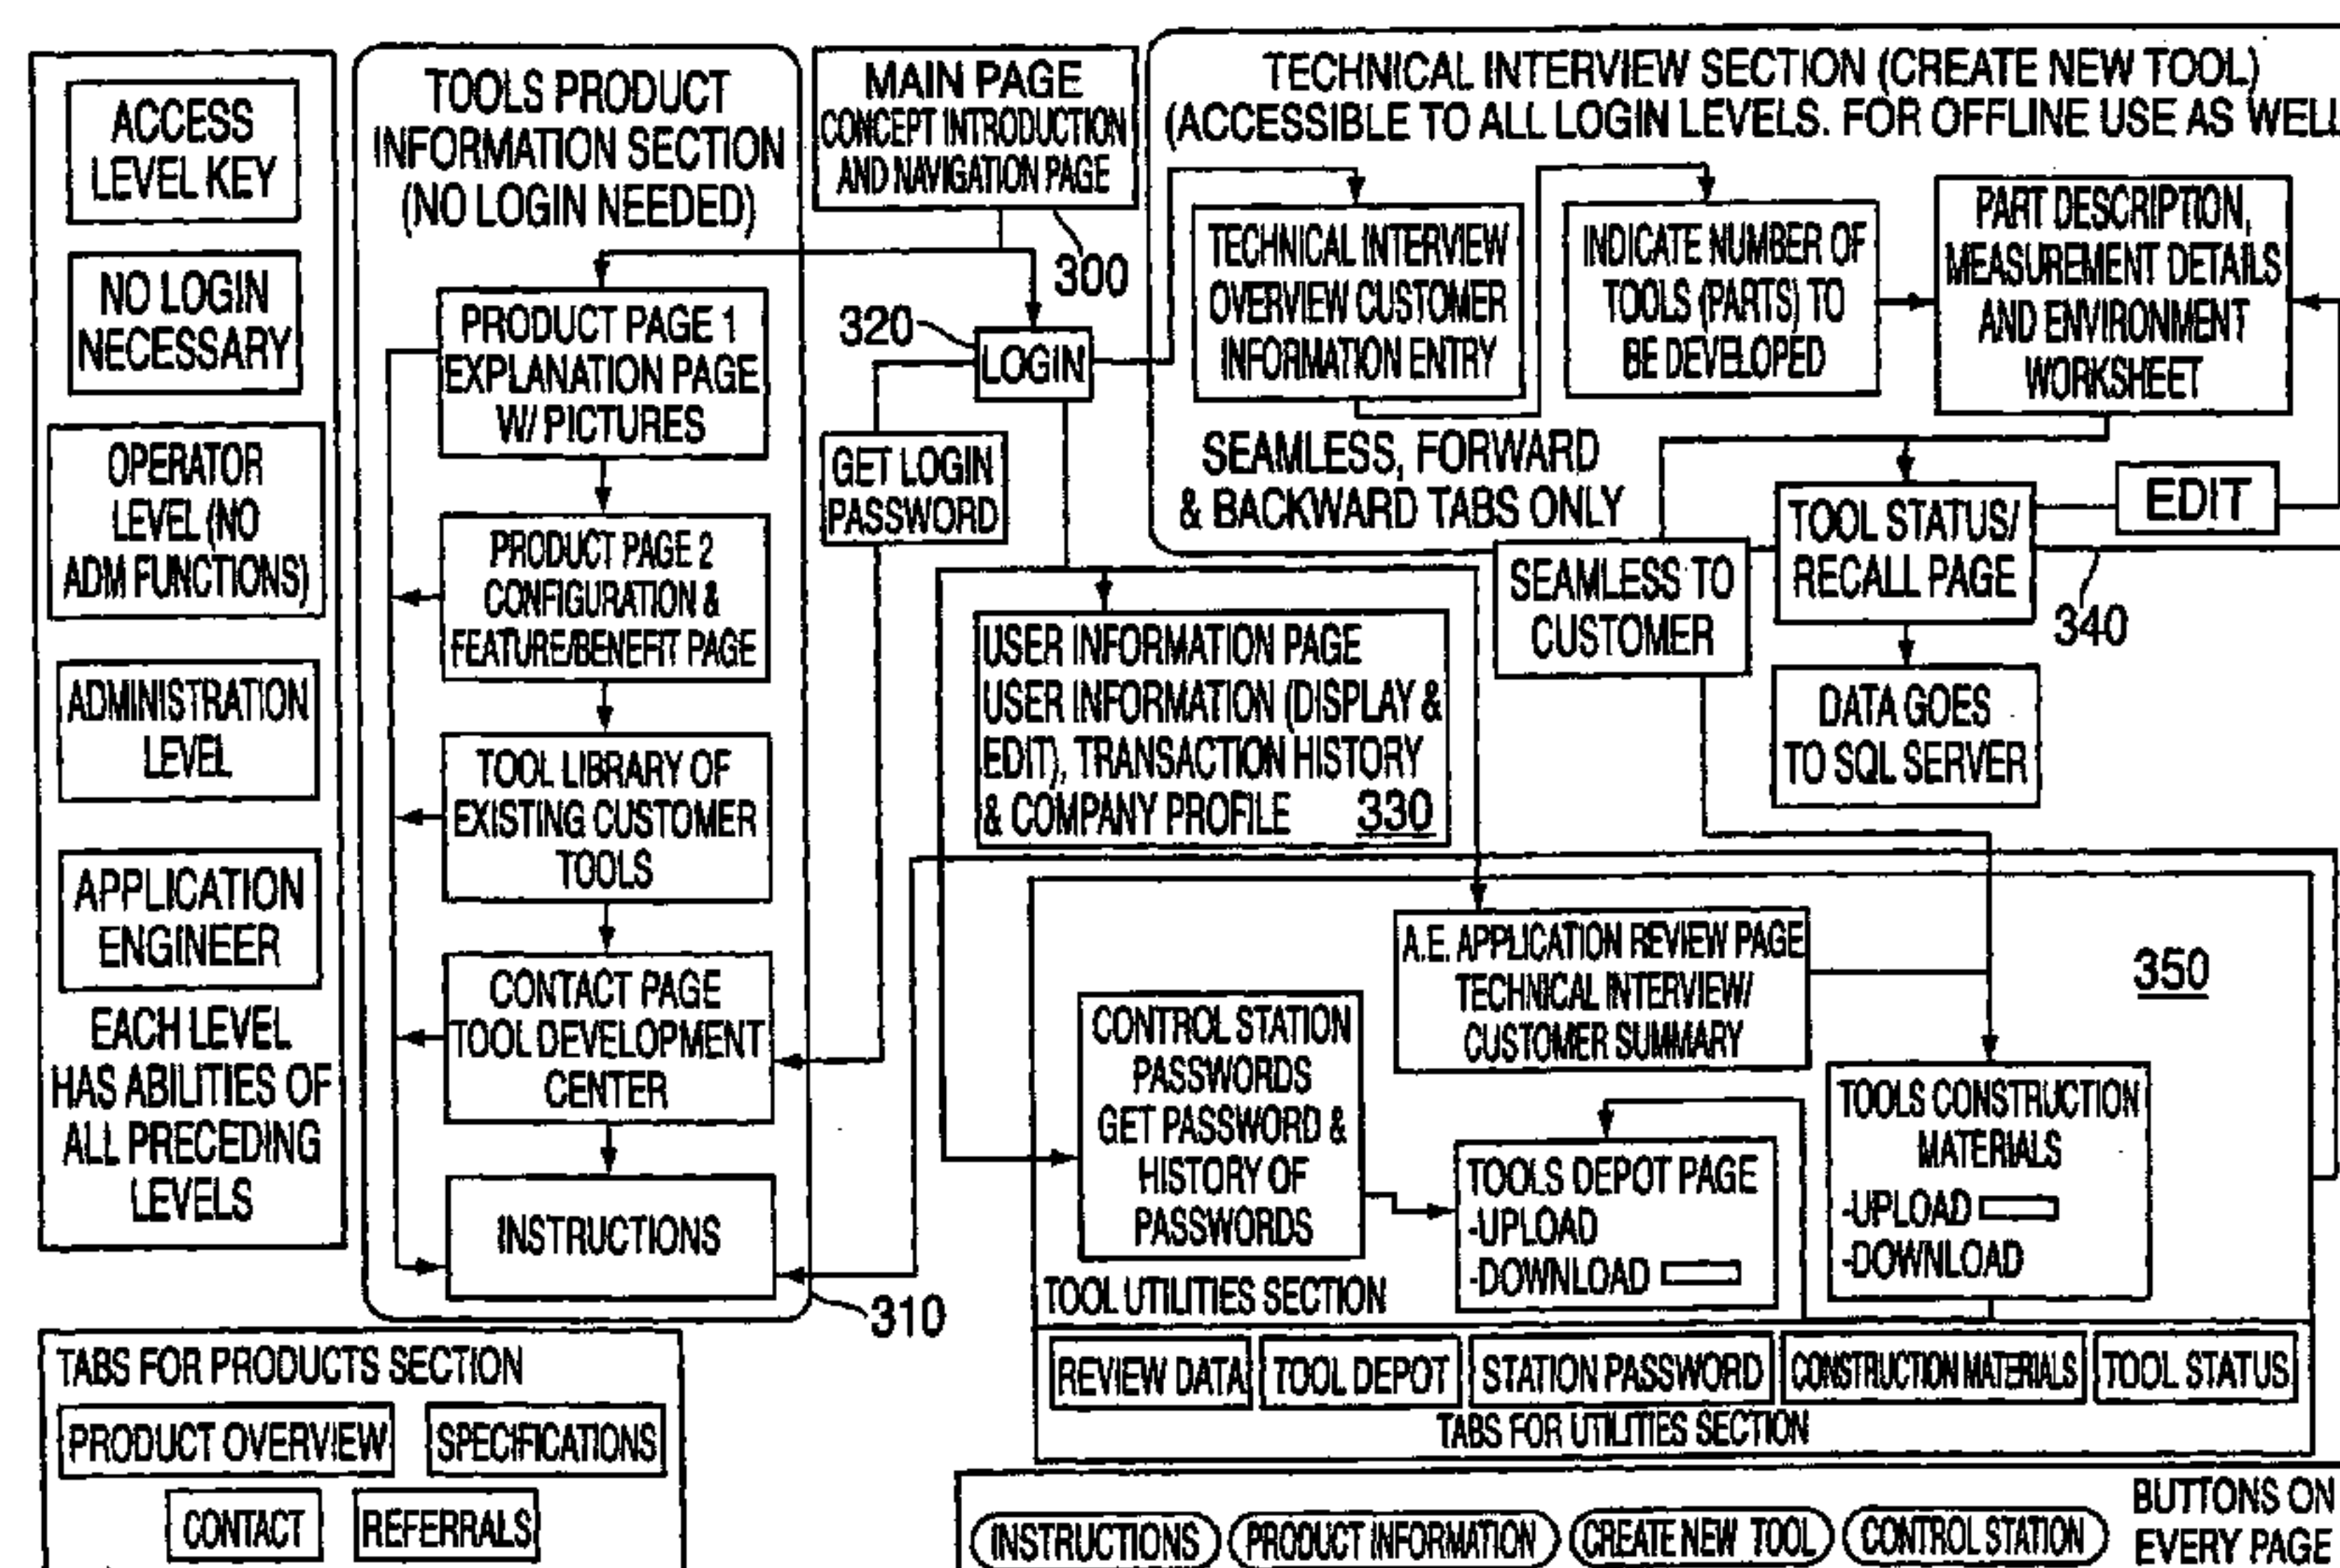 ACCESS
LEVEL KEY
NO LOGIN
NECESSARY
OPERATOR
LEVEL (NO
ADM FUNCTIONS)
ADMINISTRATION
LEVEL
APPLICATION
ENGINEER
EACH LEVEL
HAS ABILITIES OF
ALL PRECEDING
LEVELS
TOOLS PRODUCT
INFORMATION SECTION
(NO LOGIN NEEDED)
PRODUCT PAGE 1
EXPLANATION PAGE
W/ PICTURES
PRODUCT PAGE 2
CONFIGURATION &
FEATURE/BENEFIT PAGE
TOOL LIBRARY OF
EXISTING CUSTOMER
TOOLS
CONTACT PAGE
TOOL DEVELOPMENT
CENTER
INSTRUCTIONS
310
MAIN PAGE
CONCEPT INTRODUCTION
AND NAVIGATION PAGE
300
320
LOGIN
GET LOGIN
PASSWORD
TECHNICAL INTERVIEW SECTION (CREATE NEW TOOL)
(ACCESSIBLE TO ALL LOGIN LEVELS. FOR OFFLINE USE AS WELL
TECHNICAL INTERVIEW
OVERVIEW CUSTOMER
INFORMATION ENTRY
INDICATE NUMBER OF
TOOLS (PARTS) TO
BE DEVELOPED
PART DESCRIPTION,
MEASUREMENT DETAILS
AND ENVIRONMENT
WORKSHEET
SEAMLESS, FORWARD
& BACKWARD TABS ONLY
SEAMLESS TO
CUSTOMER
TOOL STATUS/
RECALL PAGE
EDIT
340
DATA GOES
TO SQL SERVER
USER INFORMATION PAGE
USER INFORMATION (DISPLAY &
EDIT), TRANSACTION HISTORY
& COMPANY PROFILE 330
A.E. APPLICATION REVIEW PAGE
TECHNICAL INTERVIEW/
CUSTOMER SUMMARY
350
CONTROL STATION
PASSWORDS
GET PASSWORD &
HISTORY OF
PASSWORDS
TOOLS DEPOT PAGE
-UPLOAD
-DOWNLOAD
TOOLS CONSTRUCTION
MATERIALS
-UPLOAD
-DOWNLOAD
TOOL UTILITIES SECTION
REVIEW DATA TOOL DEPOT STATION PASSWORD CONSTRUCTION MATERIALS TOOL STATUS
TABS FOR UTILITIES SECTION
TABS FOR PRODUCTS SECTION
PRODUCT OVERVIEW SPECIFICATIONS
CONTACT REFERRALS
INSTRUCTIONS PRODUCT INFORMATION CREATE NEW TOOL CONTROL STATION
BUTTONS ON
EVERY PAGE